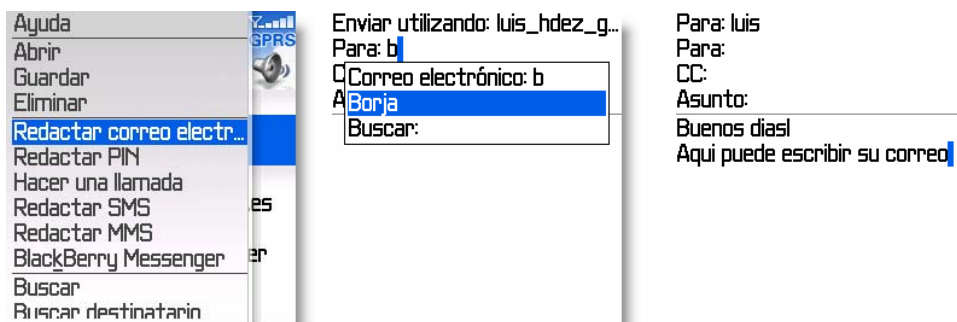 Ayuda
GPRS
Abrir
Guardar
Eliminar
Redactar correo electr...
Redactar PIN
Hacer una llamada
Redactar SMS
Redactar MMS
BlackBerry Messenger
Buscar
Buscar destinatario
es
er
Enviar utilizando: luis_hdez_g...
Para: b
C
Correo electrónico: b
A
Borja
Buscar:
Para: luis
Para:
CC:
Asunto:
Buenos diasl
Aqui puede escribir su correo